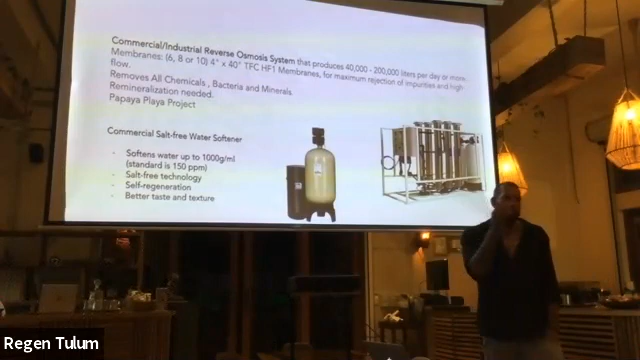 zoom
Commercial/Industrial Reverse Osmosis System that produces 40,000 - 200,000 liters per day or more.
Membranes: (6, 8 or 10) 4" x 40" TFC HF1 Membranes, for maximum rejection of impurities and high
flow.
Removes All Chemicals , Bacteria and Minerals
Remineralization needed.
Papaya Playa Project
Commercial Salt-free Water Softener
- Softens water up to 1000g/ml
(standard is 150 ppm)
- Salt-free technology
- Self-regeneration
- Better taste and texture
Regen Tulum